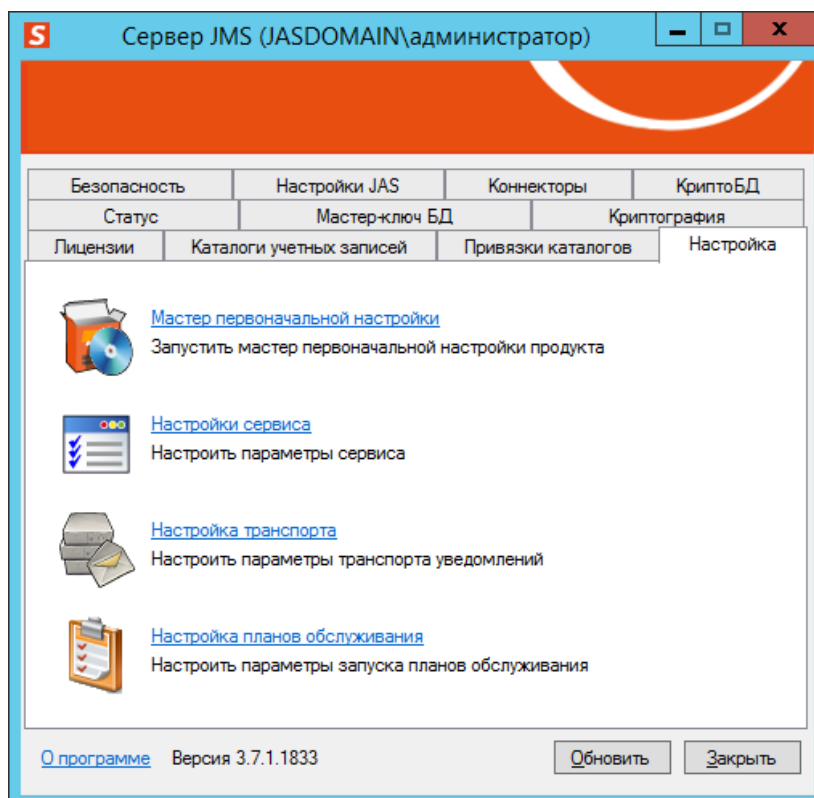 S Сервер JMS (JASDOMAIN\администратор)
Безопасность Настройки JAS Коннекторы КриптоБД
Статус Мастер-ключ БД Криптография
Лицензии Каталоги учетных записей Привязки каталогов Настройка
Мастер первоначальной настройки
Запустить мастер первоначальной настройки продукта
Настройки сервиса
Настроить параметры сервиса
Настройка транспорта
Настроить параметры транспорта уведомлений
Настройка планов обслуживания
Настроить параметры запуска планов обслуживания
О программе Версия 3.7.1.1833 Обновить Закрыть